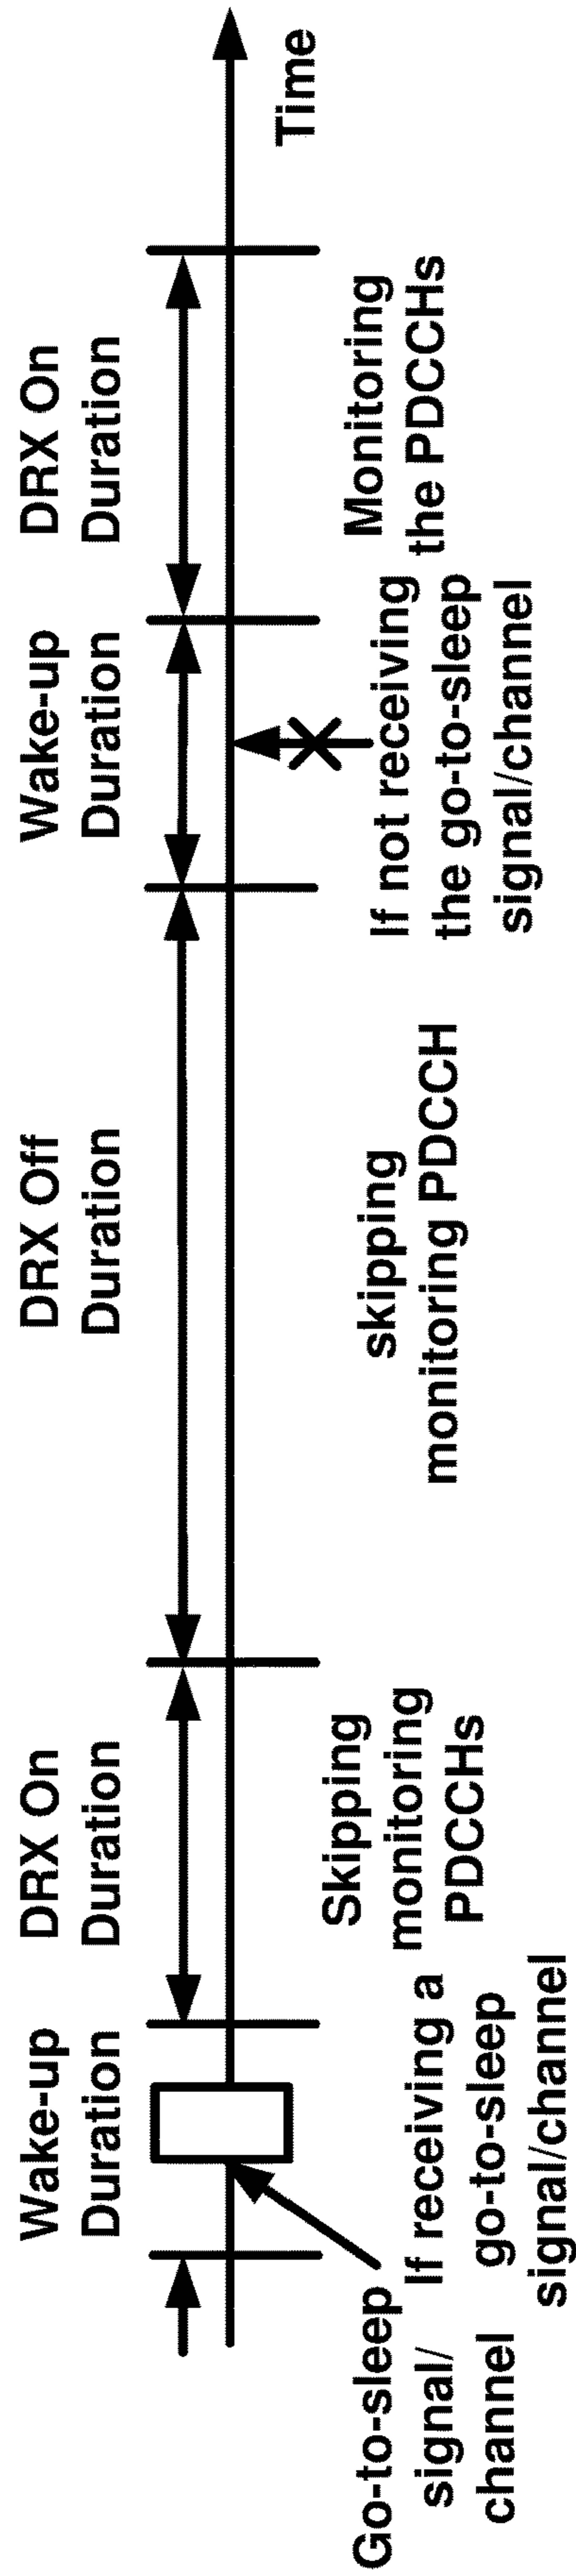 Wake-up
Duration
DRX On
Duration
DRX Off
Duration
Wake-up
Duration
DRX On
Duration
Time
Go-to-sleep
signal/
channel
If receiving a
go-to-sleep
signal/channel
Skipping
monitoring
PDCCHs
skipping
monitoring PDCCH
If not receiving
the go-to-sleep
signal/channel
Monitoring
the PDCCHs